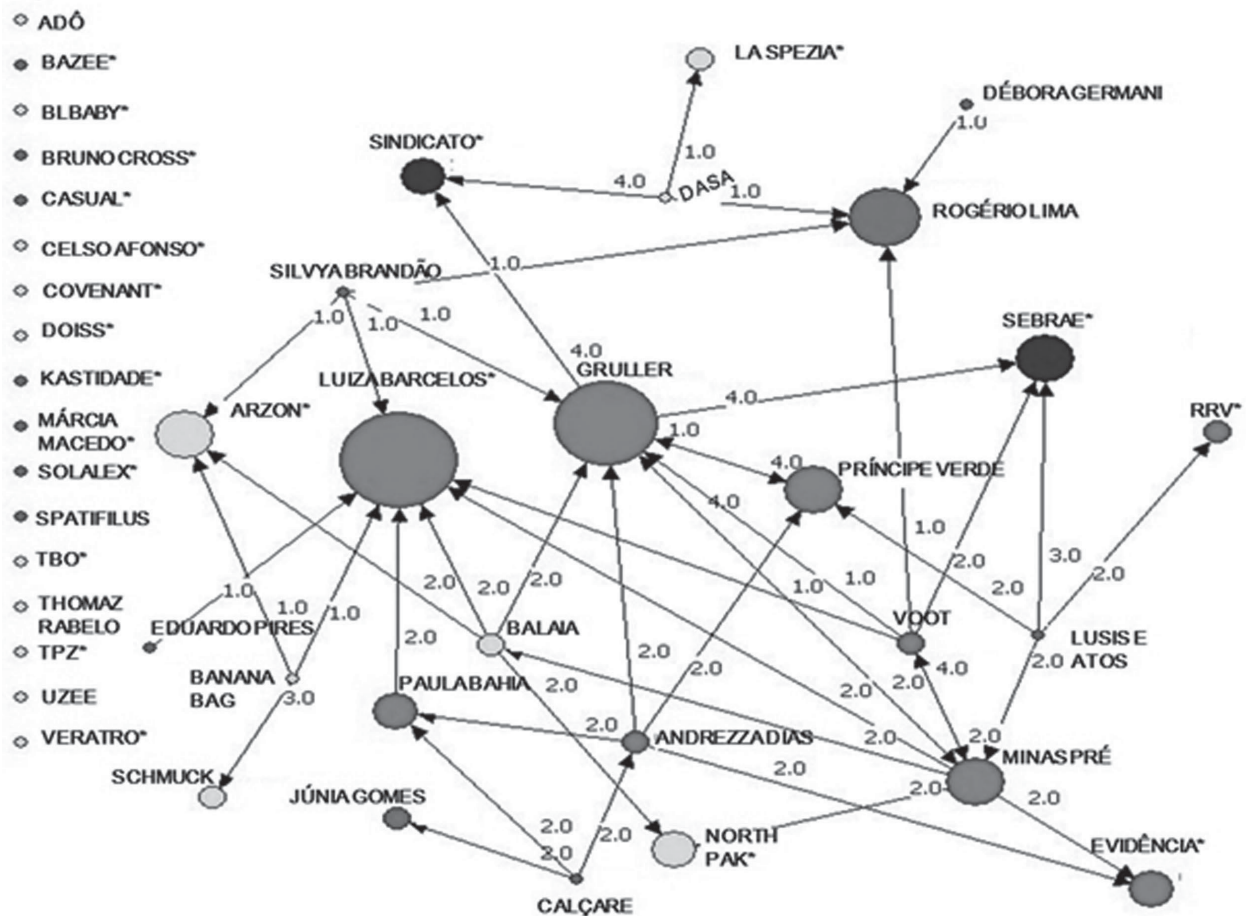 ADÔ
BAZEE*
BLBABY*
BRUNO CROSS*
CASUAL*
CELSO AFONSO*
COVENANT*
DOISS*
KASTIDADE*
MÁRCIA
MACEDO*
SOLALEX*
SPATIFILUS
TBO*
THOMAZ
RABELO
TPZ*
UZEE
VERATRO*
LA SPEZIA*
DÉBORA GERMANI
1.0
SINDICATO*
1.0
4.0
DASA
1.0
ROGÉRIO LIMA
SILVYA BRANDÃO
1.0
1.0
1.0
1.0
SEBRAE*
4.0
GRULLER
LUIZA BARCELOS*
ARZON*
4.0
RRV*
1.0
4.0
PRÍNCIPE VERDE
4.0
1.0
2.0
3.0
2.0
1.0
1.0
2.0
2.0
2.0
2.0
1.0
1.0
1.0
EDUARDO PIRES
2.0
BALAIA
VOOT
LUSIS E
ATOS
2.0
2.0
2.0
4.0
BANANA
BAG
3.0
PAULA BAHIA
2.0
2.0
2.0
2.0
ANDREZZA DIAS
2.0
2.0
MINAS PRÉ
SCHMUCK
2.0
JÚNIA GOMES
2.0
2.0
2.0
2.0
2.0
NORTH
PAK*
EVIDÊNCIA*
CALÇARE